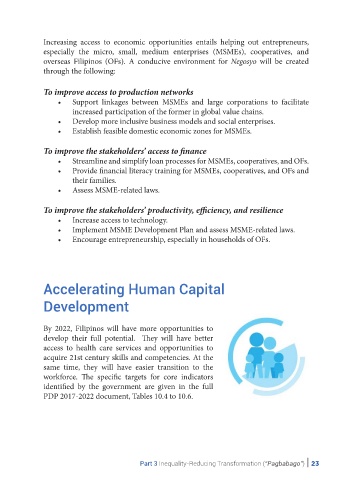 Increasing access to economic opportunities entails helping out entrepreneurs,
especially the micro, small, medium enterprises (MSMEs), cooperatives, and
overseas Filipinos (OFs). A conducive environment for Negosyo will be created
through the following:
To improve access to production networks
• Support linkages between MSMEs and large corporations to facilitate
increased participation of the former in global value chains.
• Develop more inclusive business models and social enterprises.
• Establish feasible domestic economic zones for MSMEs.
To improve the stakeholders' access to finance
• Streamline and simplify loan processes for MSMEs, cooperatives, and OFs.
• Provide financial literacy training for MSMEs, cooperatives, and OFs and
their families.
• Assess MSME-related laws.
To improve the stakeholders' productivity, efficiency, and resilience
• Increase access to technology.
• Implement MSME Development Plan and assess MSME-related laws.
• Encourage entrepreneurship, especially in households of OFs.
Accelerating Human Capital
Development
By 2022, Filipinos will have more opportunities to
develop their full potential. They will have better
access to health care services and opportunities to
acquire 21st century skills and competencies. At the
same time, they will have easier transition to the
workforce. The specific targets for core indicators
identified by the government are given in the full
PDP 2017-2022 document, Tables 10.4 to 10.6.
Part 3 Inequality-Reducing Transformation ("Pagbabago") | 23